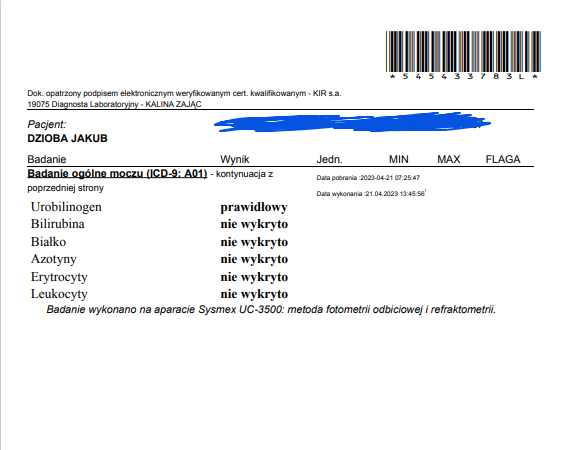 *545433783L*
Dok. opatrzony podpisem elektronicznym weryfikowanym cert. kwalifikowanym - KIR s.a.
19075 Diagnosta Laboratoryjny - KALINA ZAJĄC
Pacjent:
DZIOBA JAKUB
Badanie Wynik Jedn. MIN MAX FLAGA
Badanie ogólne moczu (ICD-9: A01) - kontynuacja z Data pobrania :2023-04-21 07:25:47
poprzedniej strony Data wykonania :21.04.2023 13:45:56¹
Urobilinogen prawidłowy
Bilirubina nie wykryto
Białko nie wykryto
Azotyny nie wykryto
Erytrocyty nie wykryto
Leukocyty nie wykryto
Badanie wykonano na aparacie Sysmex UC-3500: metoda fotometrii odbiciowej i refraktometrii.